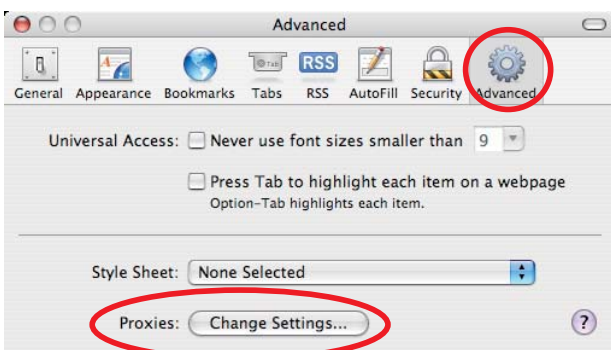 Advanced
@TAB RSS
General Appearance Bookmarks Tabs RSS AutoFill Security Advanced
Universal Access: Never use font sizes smaller than 9
Press Tab to highlight each item on a webpage
Option-Tab highlights each item.
Style Sheet: None Selected
Proxies: Change Settings... ?